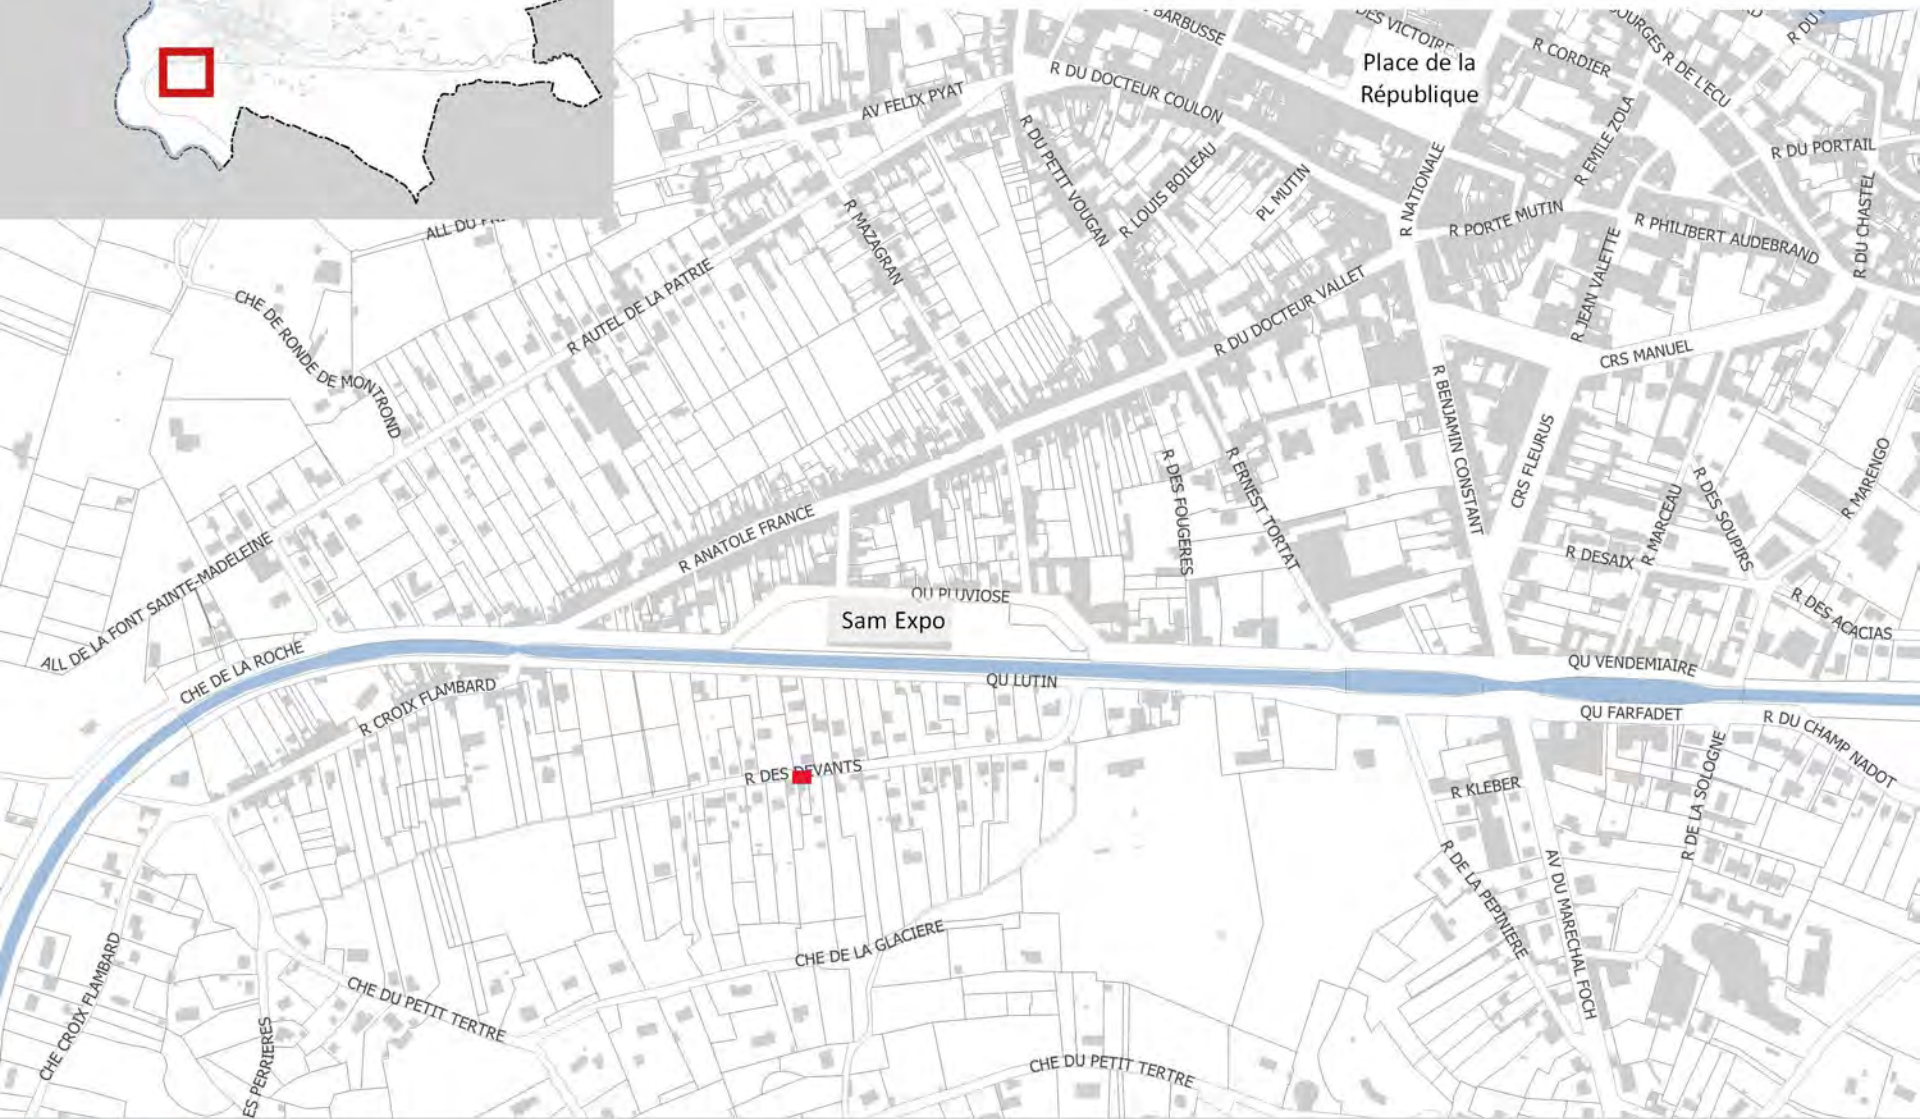 BARBUSSE
DES VICTOIRES
R CORDIER
R DE L'ECU
Place de la
République
R DU DOCTEUR COULON
AV FELIX PYAT
R EMILE ZOLA
R DU PORTAIL
R DU PETIT VOUGAN
R LOUIS BOILEAU
PL MUTIN
R NATIONALE
R PORTE MUTIN
R PHILIBERT AUDEBRAND
R DU CHASTEL
ALL DU
R MAZAGRAN
R JEAN VALETTE
R AUTEL DE LA PATRIE
CHE DE RONDE DE MONTROND
R DU DOCTEUR VALLET
CRS MANUEL
R BENJAMIN CONSTANT
CRS FLEURUS
R MARENGO
R DES FOUGERES
R ERNEST TORTAT
R MARCEAU
R DES SOUPIRS
R ANATOLE FRANCE
R DESAIX
ALL DE LA FONT SAINTE-MADELEINE
QU PLUVIOSE
Sam Expo
R DES ACACIAS
CHE DE LA ROCHE
QU VENDEMIAIRE
QU LUTIN
R CROIX FLAMBARD
QU FARFADET
R DU CHAMP NADOT
R DES DEVANTS
R KLEBER
R DE LA SOLOGNE
R DE LA PEPINIERE
AV DU MARECHAL FOCH
CHE DE LA GLACIERE
CHE CROIX FLAMBARD
CHE DU PETIT TERTRE
ES PERRIERES
CHE DU PETIT TERTRE